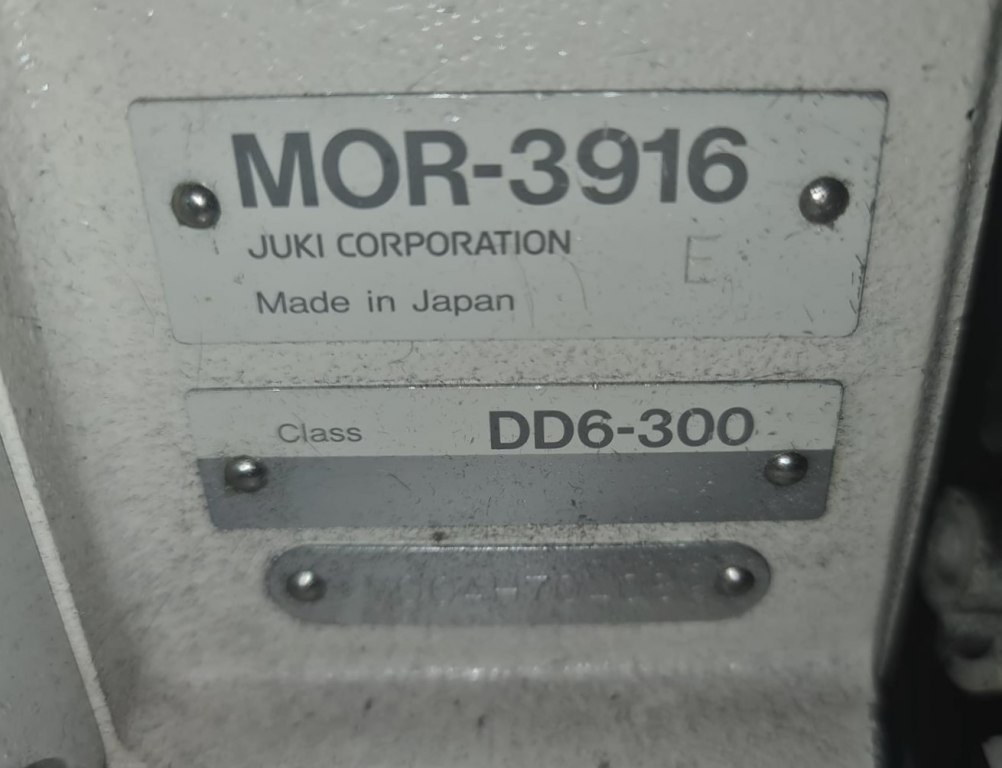 MOR-3916
JUKI CORPORATION
E
Made in Japan
Class DD6-300